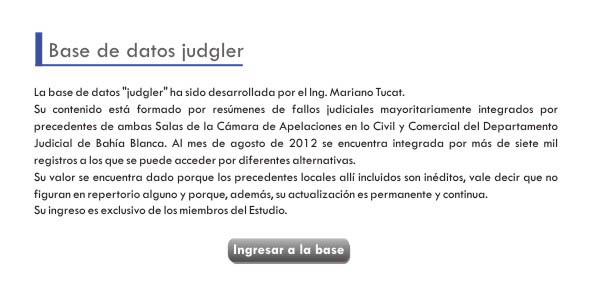 Base de datos judgler
La base de datos "judgler" ha sido desarrollada por el Ing. Mariano Tucat.
Su contenido está formado por resúmenes de fallos judiciales mayoritariamente integrados por
precedentes de ambas Salas de la Cámara de Apelaciones en lo Civil y Comercial del Departamento
Judicial de Bahía Blanca. Al mes de agosto de 2012 se encuentra integrada por más de siete mil
registros a los que se puede acceder por diferentes alternativas.
Su valor se encuentra dado porque los precedentes locales allí incluidos son inéditos, vale decir que no
figuran en repertorio alguno y porque, además, su actualización es permanente y continua.
Su ingreso es exclusivo de los miembros del Estudio.
Ingresar a la base